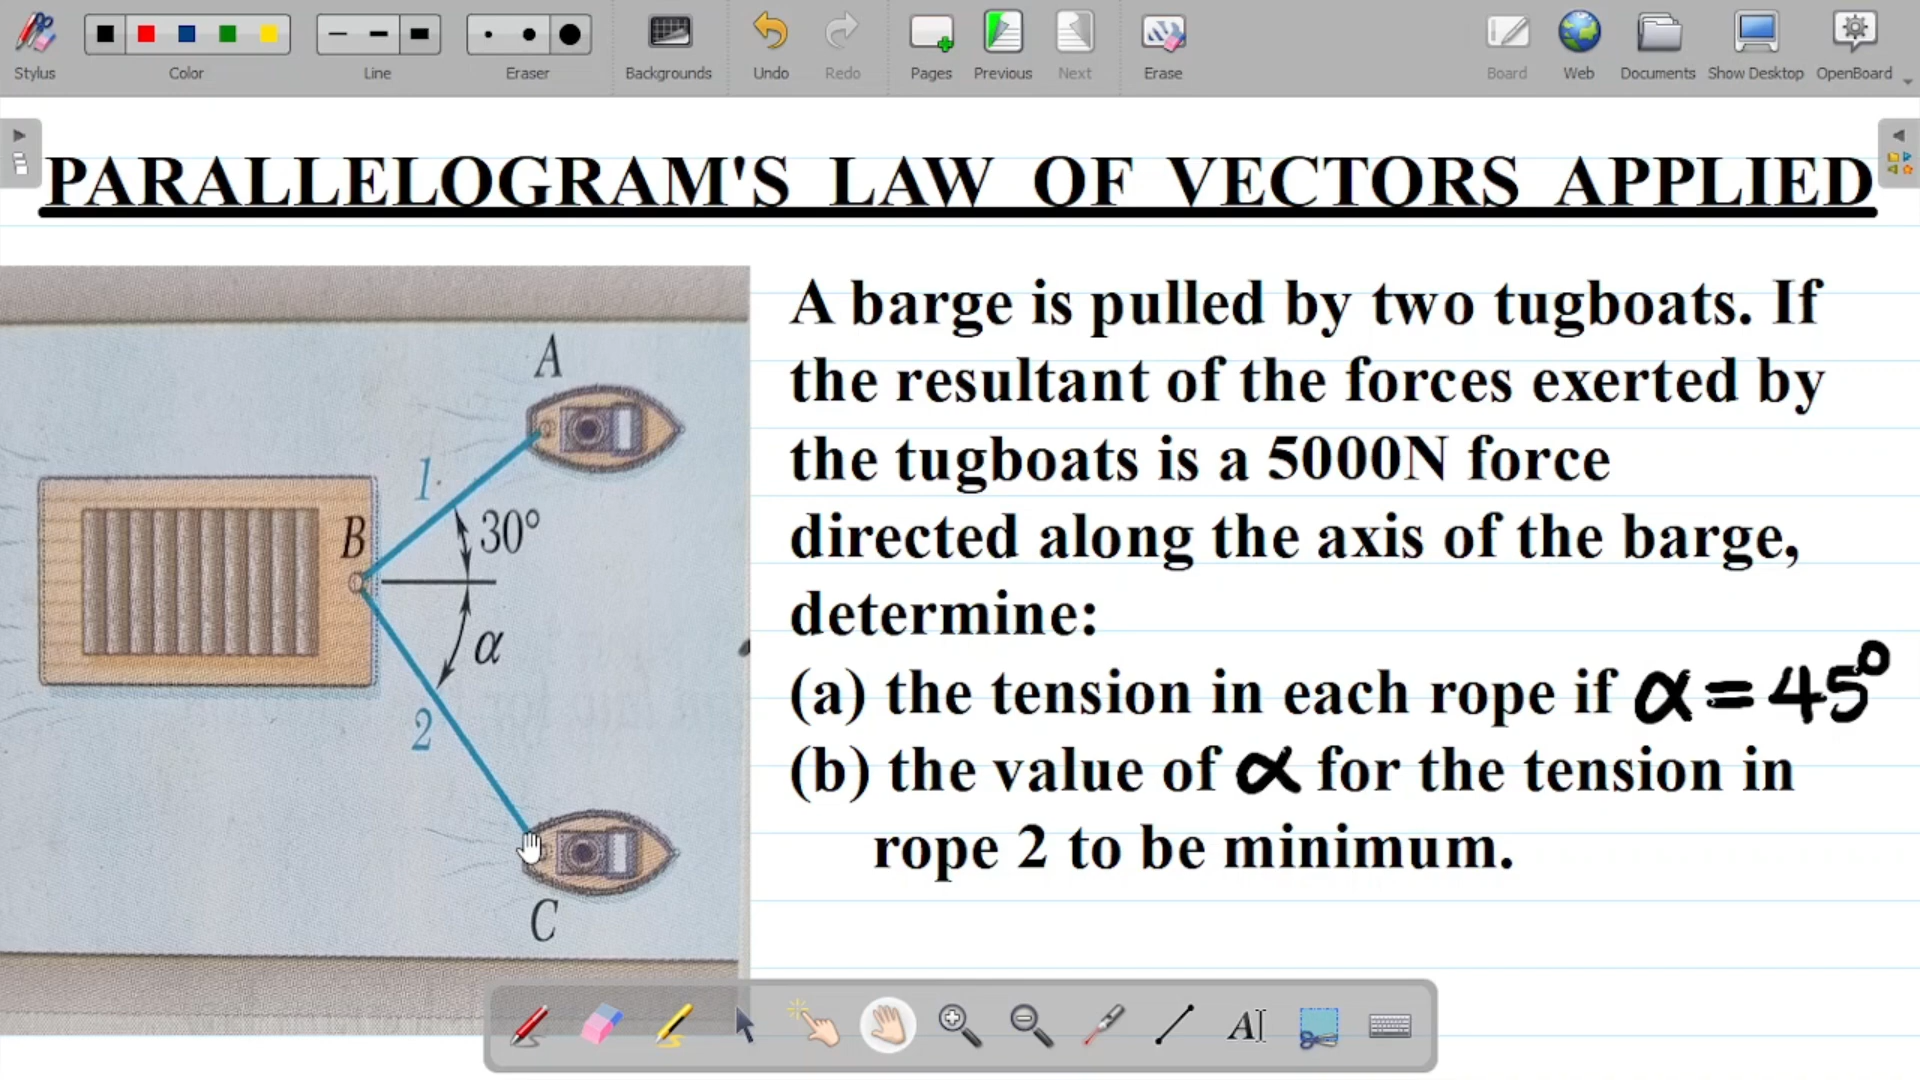 Stylus
Color
Line
Eraser
Backgrounds
Undo
Redo
Pages
Previous
Next
Erase
Board
Web
Documents
Show Desktop
OpenBoard
PARALLELOGRAM'S LAW OF VECTORS APPLIED
A
1
B
30°
α
2
C
A barge is pulled by two tugboats. If
the resultant of the forces exerted by
the tugboats is a 5000N force
directed along the axis of the barge,
determine:
(a) the tension in each rope if α = 45°
(b) the value of α for the tension in
rope 2 to be minimum.
AI